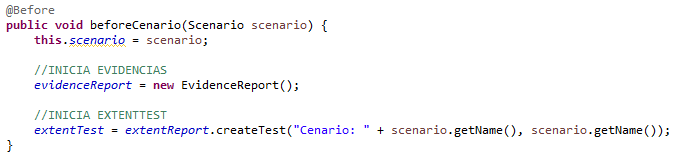 @Before
public void beforeCenario(Scenario scenario) {
    this.scenario = scenario;
    //INICIA EVIDENCIAS
    evidenceReport = new EvidenceReport();
    //INICIA EXTENTTEST
    extentTest = extentReport.createTest("Cenario: " + scenario.getName(), scenario.getName());
}